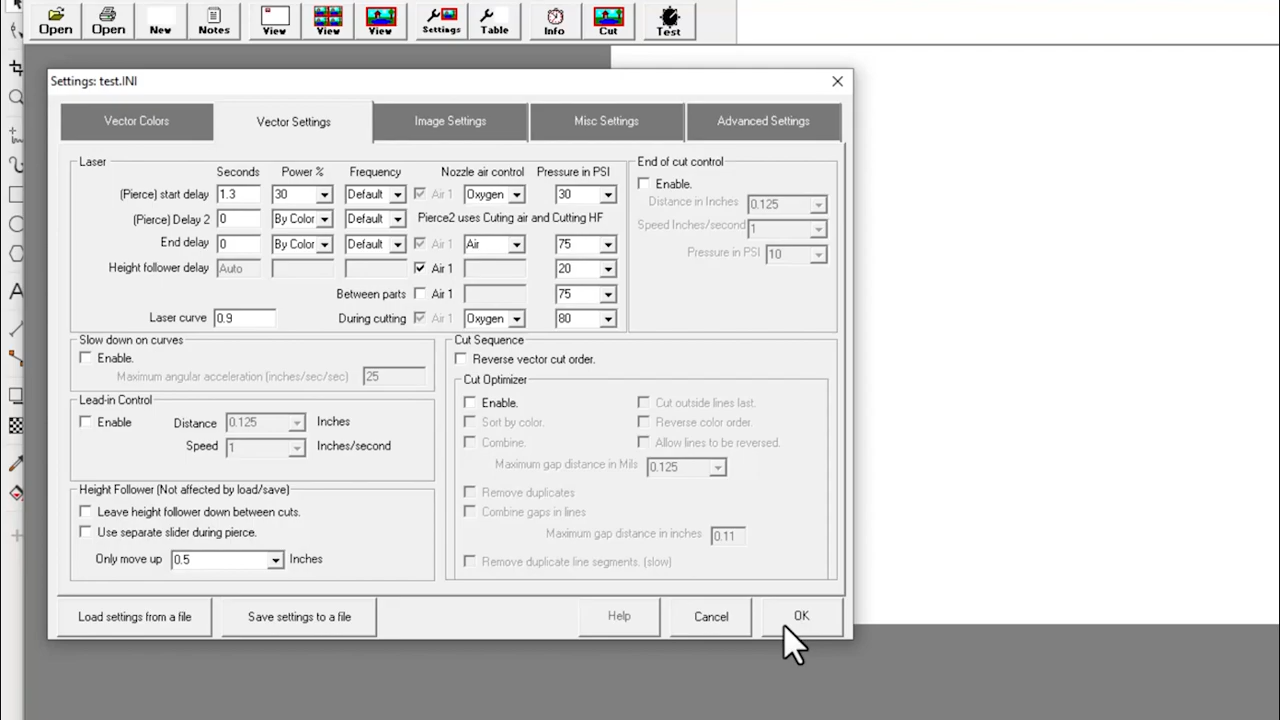 Open Open New Notes View View View Settings Table Info Cut Test
Settings: test.INI
Vector Colors Vector Settings Image Settings Misc Settings Advanced Settings
Laser
Seconds Power % Frequency Nozzle air control Pressure in PSI
(Pierce) start delay 1.3 30 Default Air 1 Oxygen 30
(Pierce) Delay 2 0 By Color Default Pierce2 uses Cuting air and Cutting HF
End delay 0 By Color Default Air 1 Air 75
Height follower delay Auto Air 1 20
Between parts Air 1 75
Laser curve 0.9 During cutting Air 1 Oxygen 80
End of cut control
Enable.
Distance in Inches 0.125
Speed Inches/second 1
Pressure in PSI 10
Slow down on curves
Enable.
Maximum angular acceleration (inches/sec/sec) 25
Lead-in Control
Enable Distance 0.125 Inches
Speed 1 Inches/second
Height Follower (Not affected by load/save)
Leave height follower down between cuts.
Use separate slider during pierce.
Only move up 0.5 Inches
Cut Sequence
Reverse vector cut order.
Cut Optimizer
Enable. Cut outside lines last.
Sort by color. Reverse color order.
Combine. Allow lines to be reversed.
Maximum gap distance in Mils 0.125
Remove duplicates
Combine gaps in lines
Maximum gap distance in inches 0.11
Remove duplicate line segments. (slow)
Load settings from a file Save settings to a file Help Cancel OK